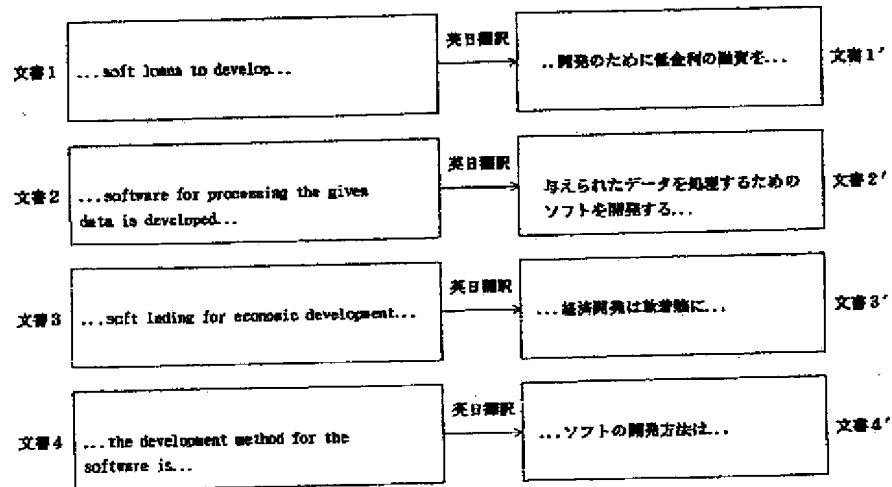 英日翻訳
文書1 ...soft loans to develop... ..開発のために低金利の融資を... 文書1'
英日翻訳
文書2 ...software for processing the given
data is developed...
与えられたデータを処理するための
ソフトを開発する...
文書2'
英日翻訳
文書3 ...soft lading for economic development... ...経済開発は軟着陸に... 文書3'
英日翻訳
文書4 ...the development method for the
software is...
...ソフトの開発方法は... 文書4'